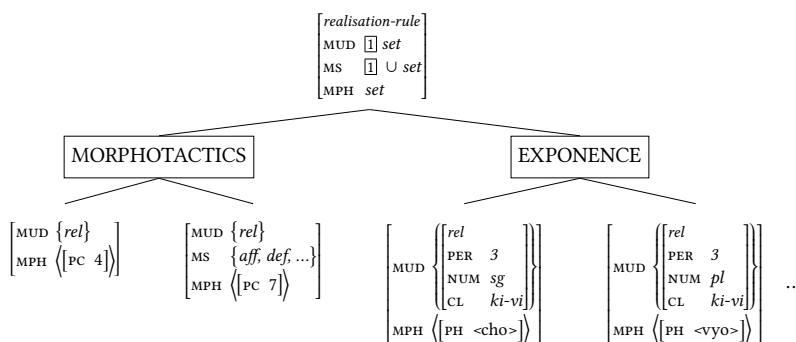 realisation-rule
MUD 1 set
MS 1 ∪ set
MPH set
MORPHOTACTICS EXPONENCE
MUD {rel}
MPH ⟨[PC 4]⟩
MUD {rel}
MS {aff, def, ...}
MPH ⟨[PC 7]⟩
rel
PER 3
MUD
NUM sg
CL ki-vi
MPH ⟨[PH <cho>]⟩
rel
PER 3
MUD
NUM pl
CL ki-vi
MPH ⟨[PH <vyo>]⟩
..